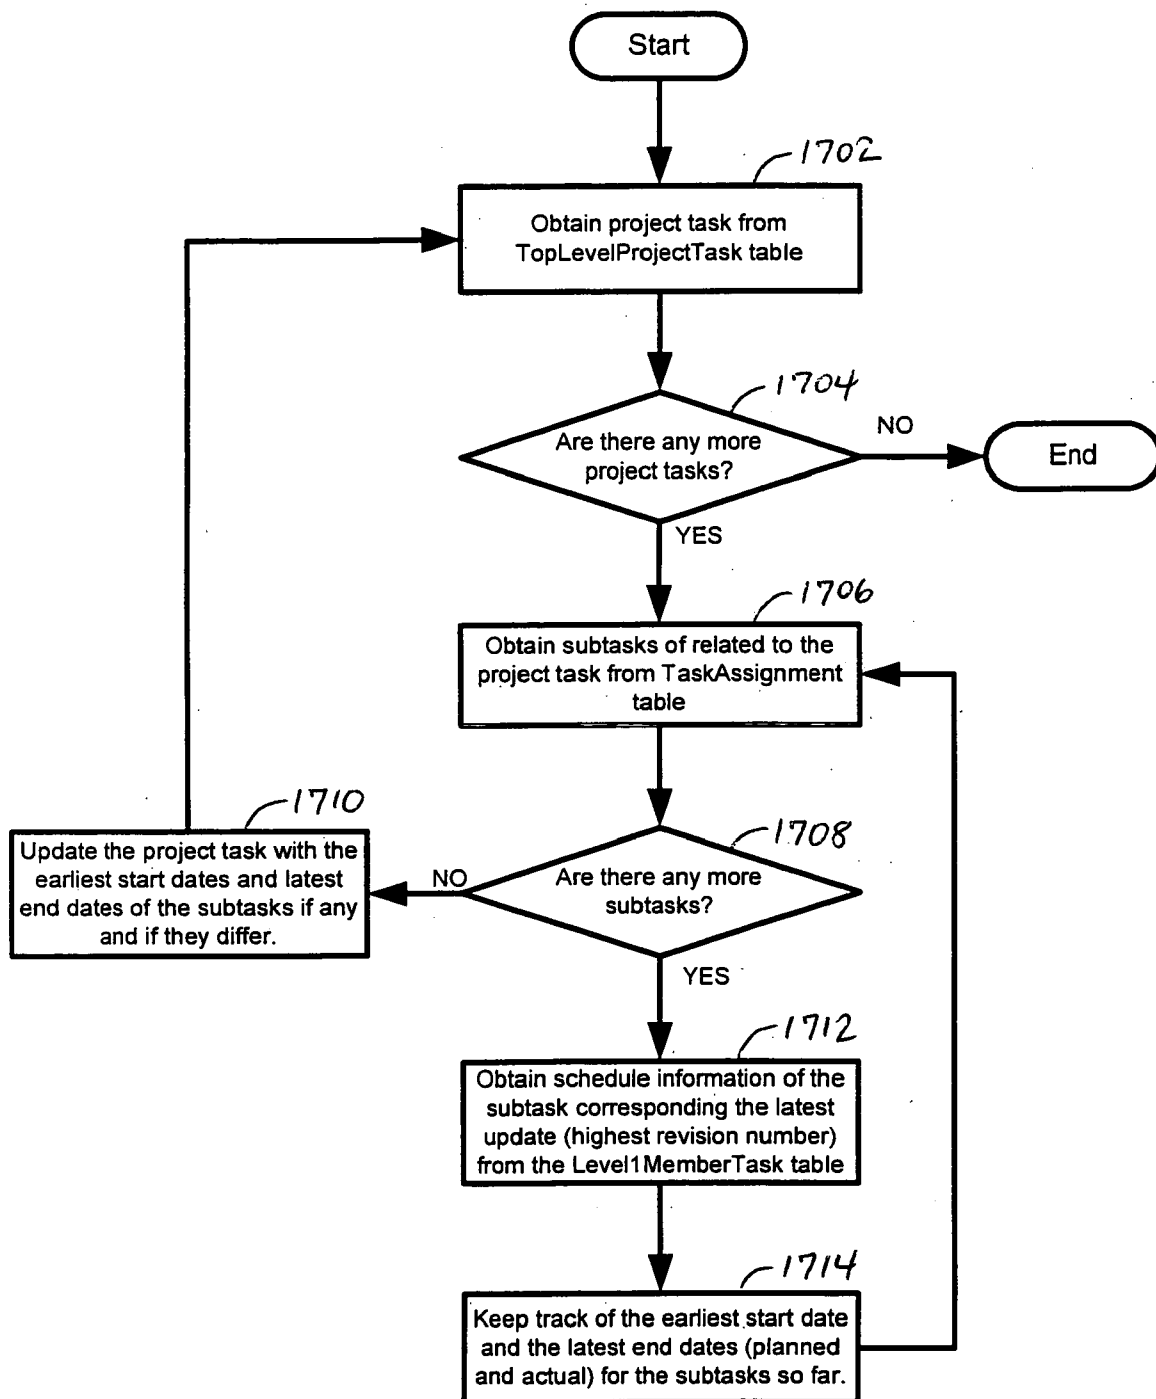 Start
1702
Obtain project task from
TopLevelProjectTask table
1704
Are there any more
project tasks?
NO
End
YES
1706
Obtain subtasks of related to the
project task from TaskAssignment
table
1710
Update the project task with the
earliest start dates and latest
end dates of the subtasks if any
and if they differ.
1708
NO
Are there any more
subtasks?
YES
1712
Obtain schedule information of the
subtask corresponding the latest
update (highest revision number)
from the Level1MemberTask table
1714
Keep track of the earliest start date
and the latest end dates (planned
and actual) for the subtasks so far.